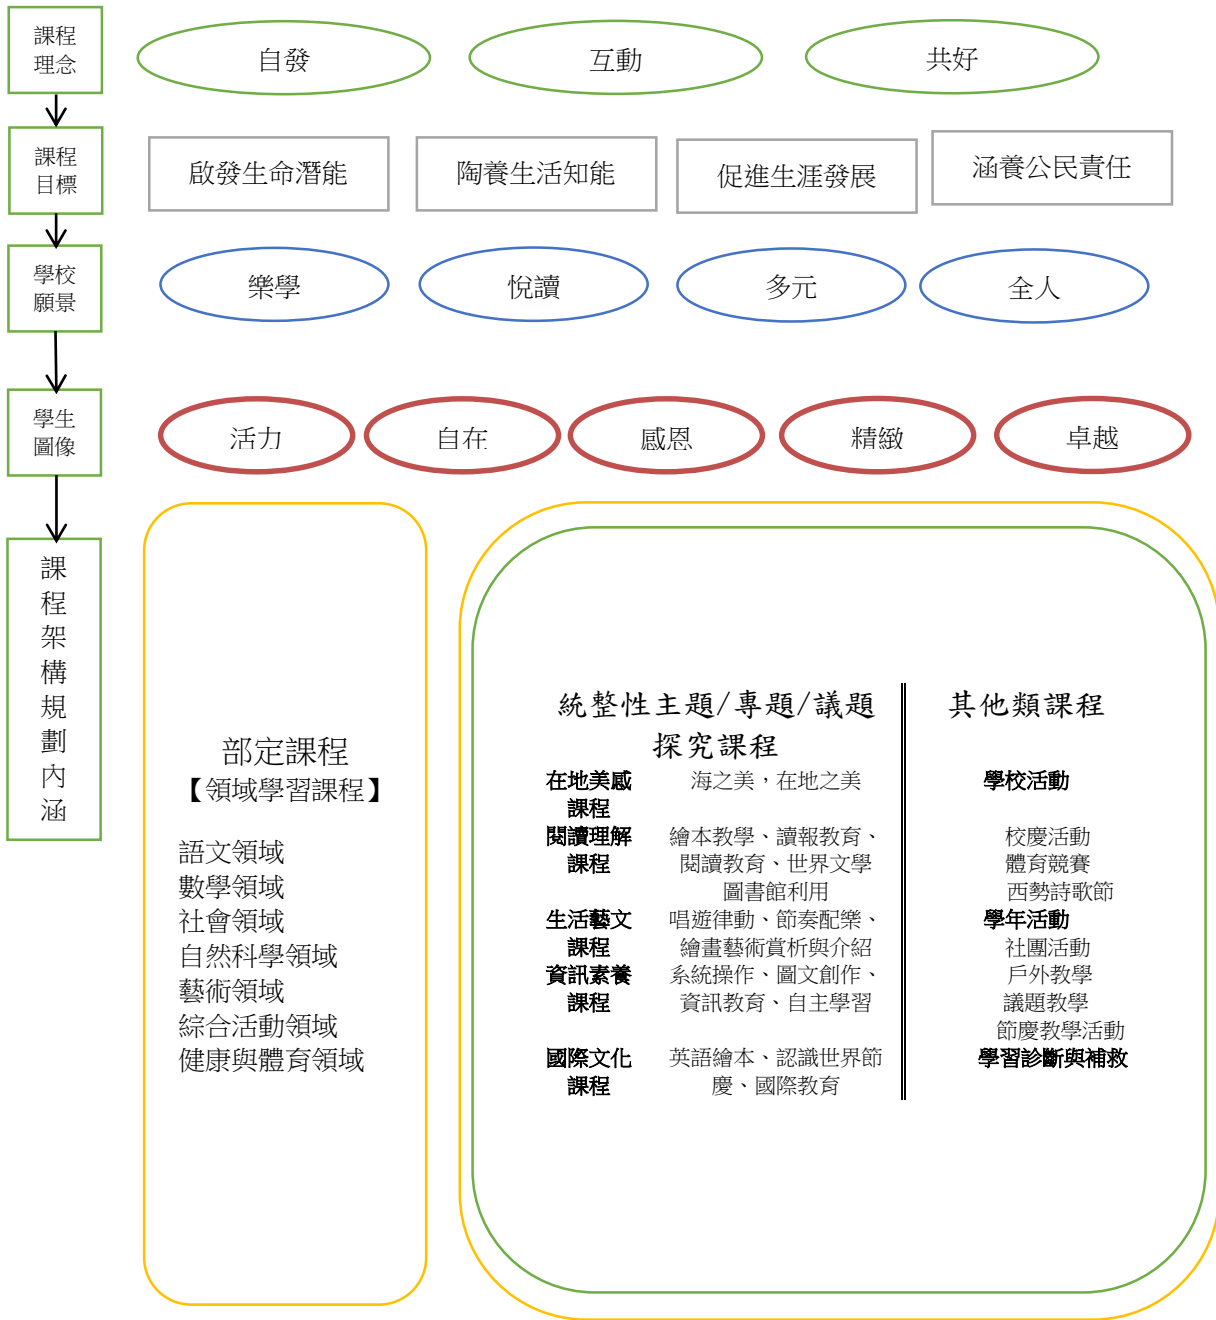 課程
理念
自發
互動
共好
課程
目標
啟發生命潛能
陶養生活知能
促進生涯發展
涵養公民責任
學校
願景
樂學
悅讀
多元
全人
學生
圖像
活力
自在
感恩
精緻
卓越
課
程
架
構
規
劃
內
涵
部定課程
【領域學習課程】
語文領域
數學領域
社會領域
自然科學領域
藝術領域
綜合活動領域
健康與體育領域
統整性主題/專題/議題
探究課程
在地美感
課程
海之美，在地之美
閱讀理解
課程
繪本教學、讀報教育、
閱讀教育、世界文學
圖書館利用
生活藝文
課程
唱遊律動、節奏配樂、
繪畫藝術賞析與介紹
資訊素養
課程
系統操作、圖文創作、
資訊教育、自主學習
國際文化
課程
英語繪本、認識世界節
慶、國際教育
其他類課程
學校活動
校慶活動
體育競賽
西勢詩歌節
學年活動
社團活動
戶外教學
議題教學
節慶教學活動
學習診斷與補救